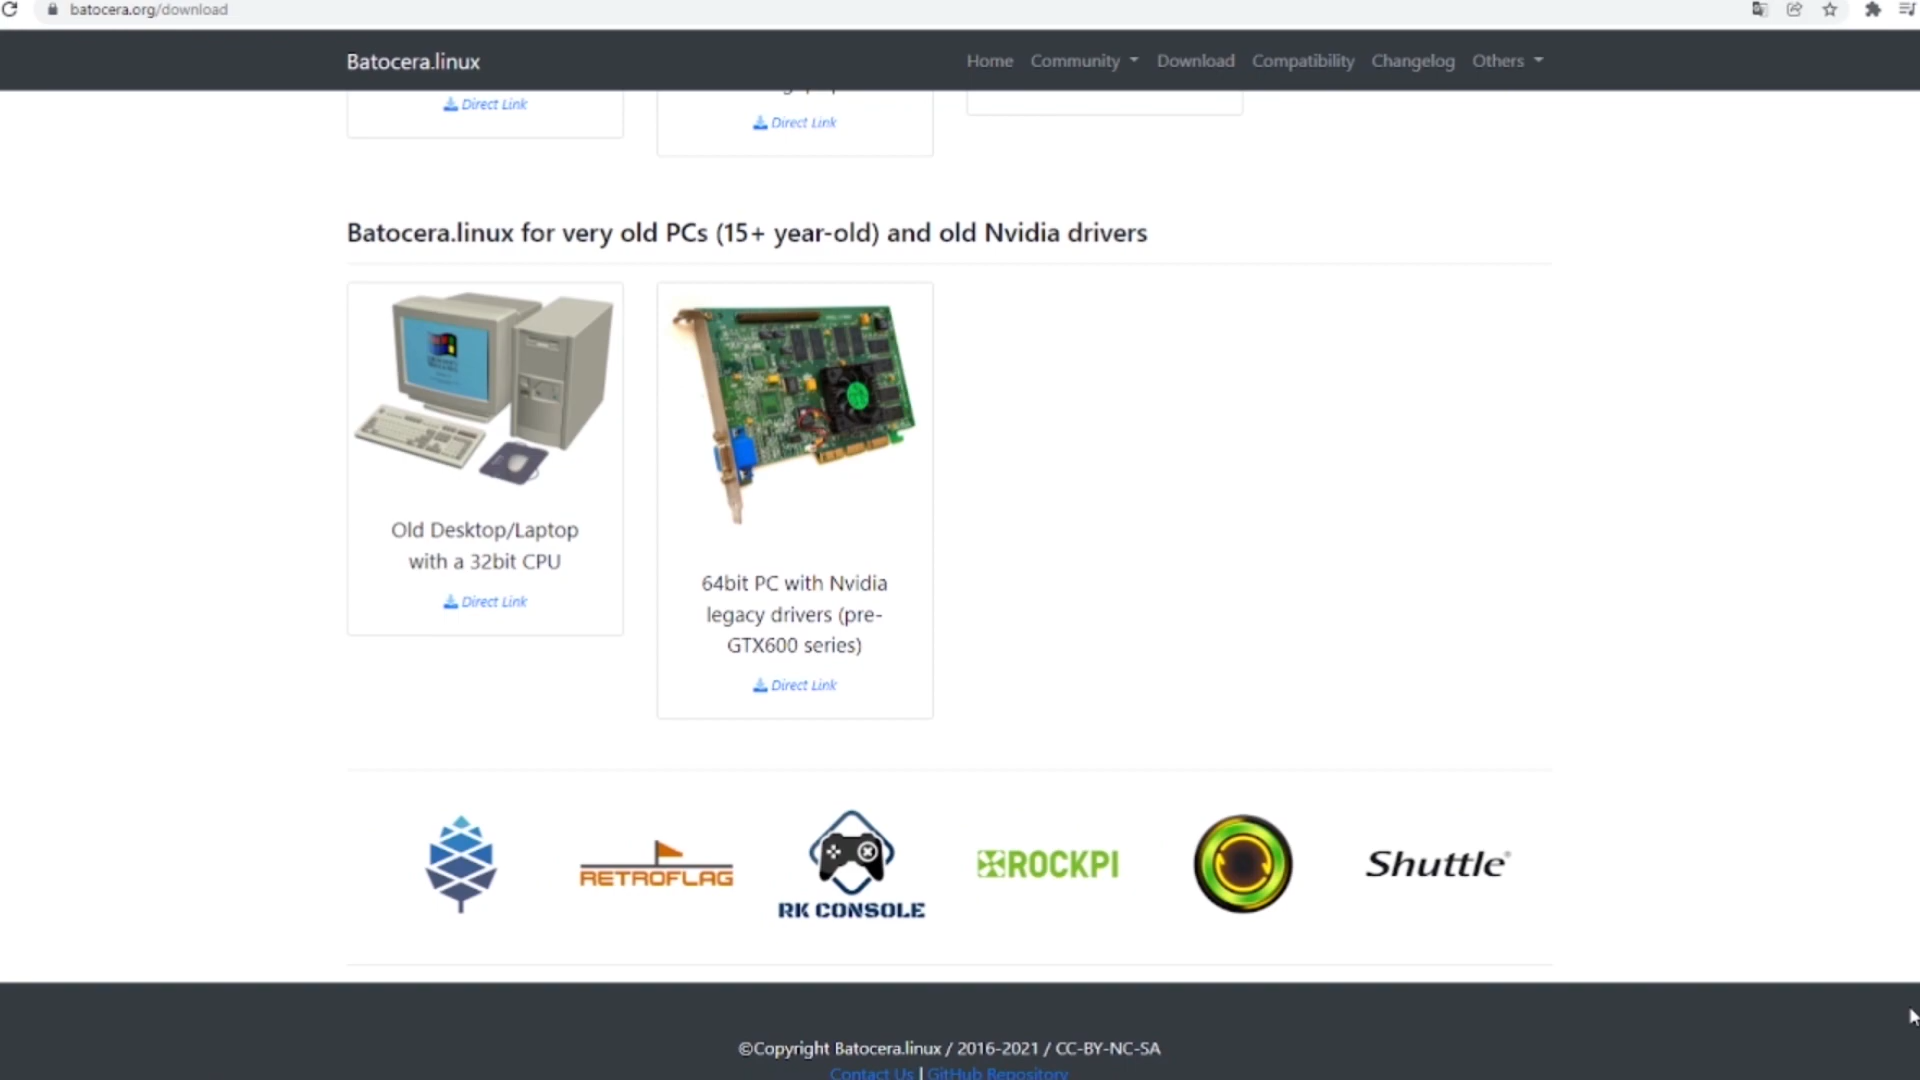 batocera.org/download
Batocera.linux
Home Community Download Compatibility Changelog Others
Direct Link
Direct Link
Batocera.linux for very old PCs (15+ year-old) and old Nvidia drivers
Old Desktop/Laptop
with a 32bit CPU
Direct Link
64bit PC with Nvidia
legacy drivers (pre-
GTX600 series)
Direct Link
RETROFLAG
RK CONSOLE
ROCKPI
Shuttle®
©Copyright Batocera.linux / 2016-2021 / CC-BY-NC-SA
Contact Us | GitHub Repository